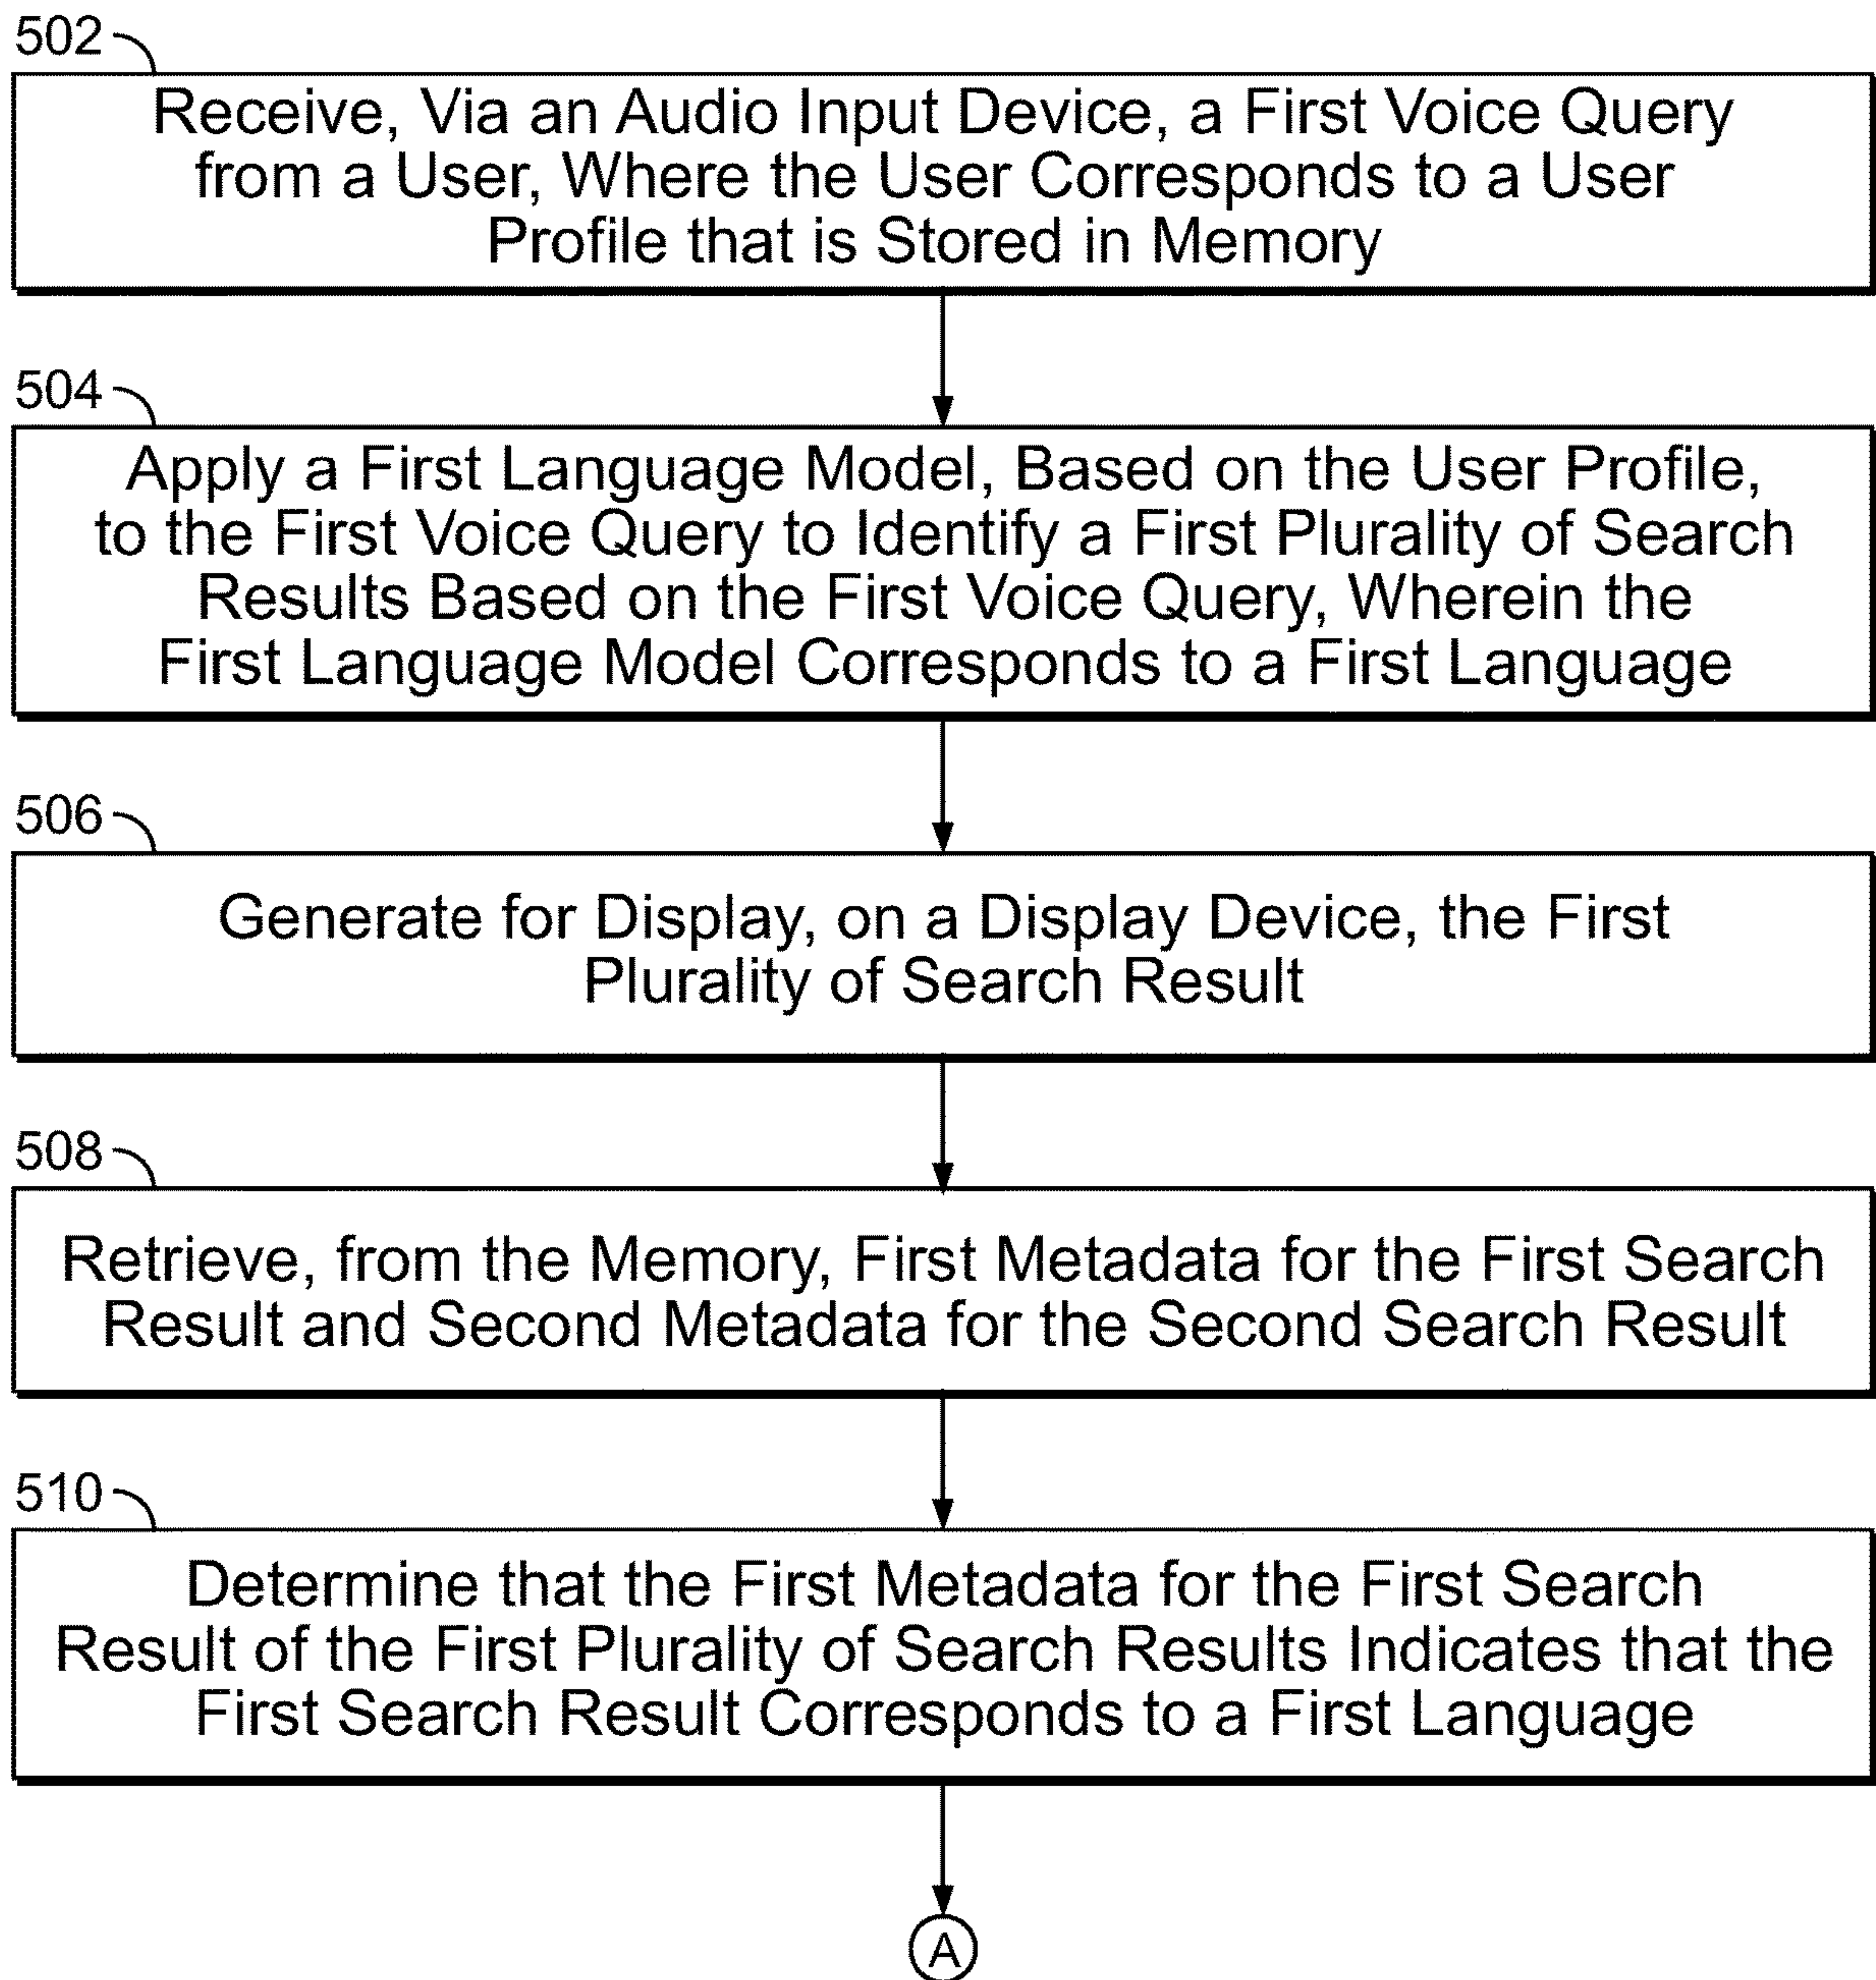 502
Receive, Via an Audio Input Device, a First Voice Query
from a User, Where the User Corresponds to a User
Profile that is Stored in Memory
504
Apply a First Language Model, Based on the User Profile,
to the First Voice Query to Identify a First Plurality of Search
Results Based on the First Voice Query, Wherein the
First Language Model Corresponds to a First Language
506
Generate for Display, on a Display Device, the First
Plurality of Search Result
508
Retrieve, from the Memory, First Metadata for the First Search
Result and Second Metadata for the Second Search Result
510
Determine that the First Metadata for the First Search
Result of the First Plurality of Search Results Indicates that the
First Search Result Corresponds to a First Language
A